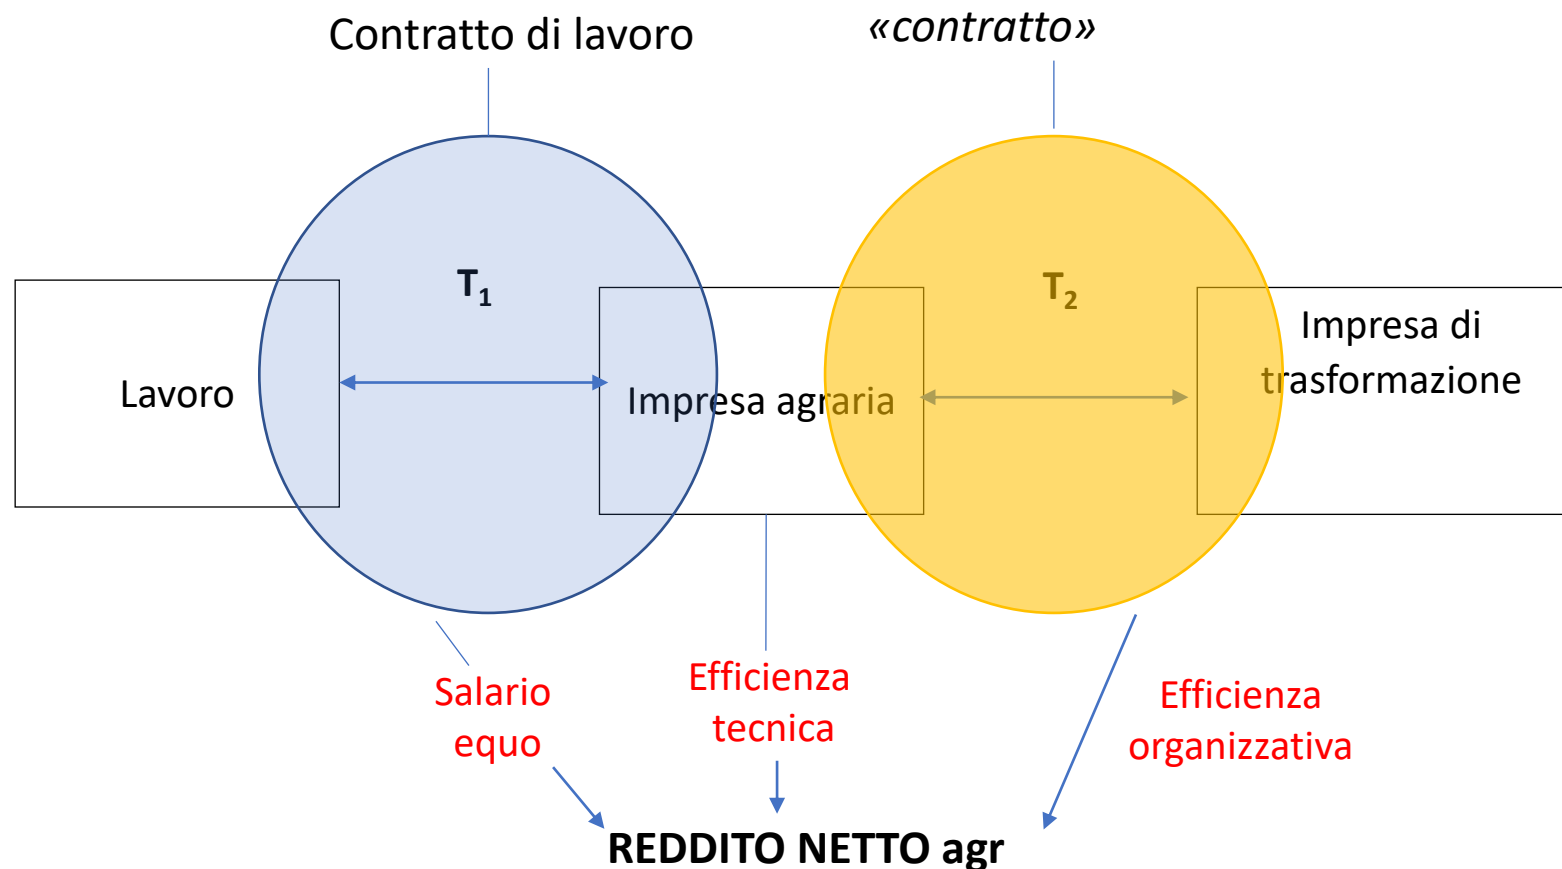 Contratto di lavoro
«contratto»
T₁
T₂
Lavoro
Impresa agraria
Impresa di
trasformazione
Salario
equo
Efficienza
tecnica
Efficienza
organizzativa
REDDITO NETTO agr